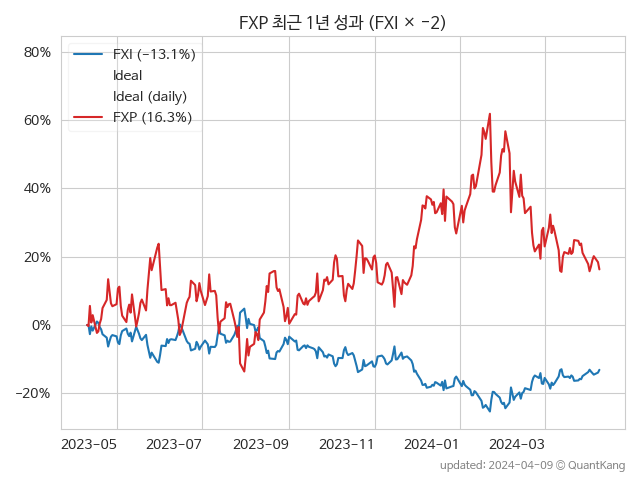 FXP 최근 1년 성과 (FXI × −2)
80%
60%
40%
20%
0%
−20%
FXI (−13.1%)
Ideal
Ideal (daily)
FXP (16.3%)
2023-05
2023-07
2023-09
2023-11
2024-01
2024-03
updated: 2024-04-09 © QuantKang